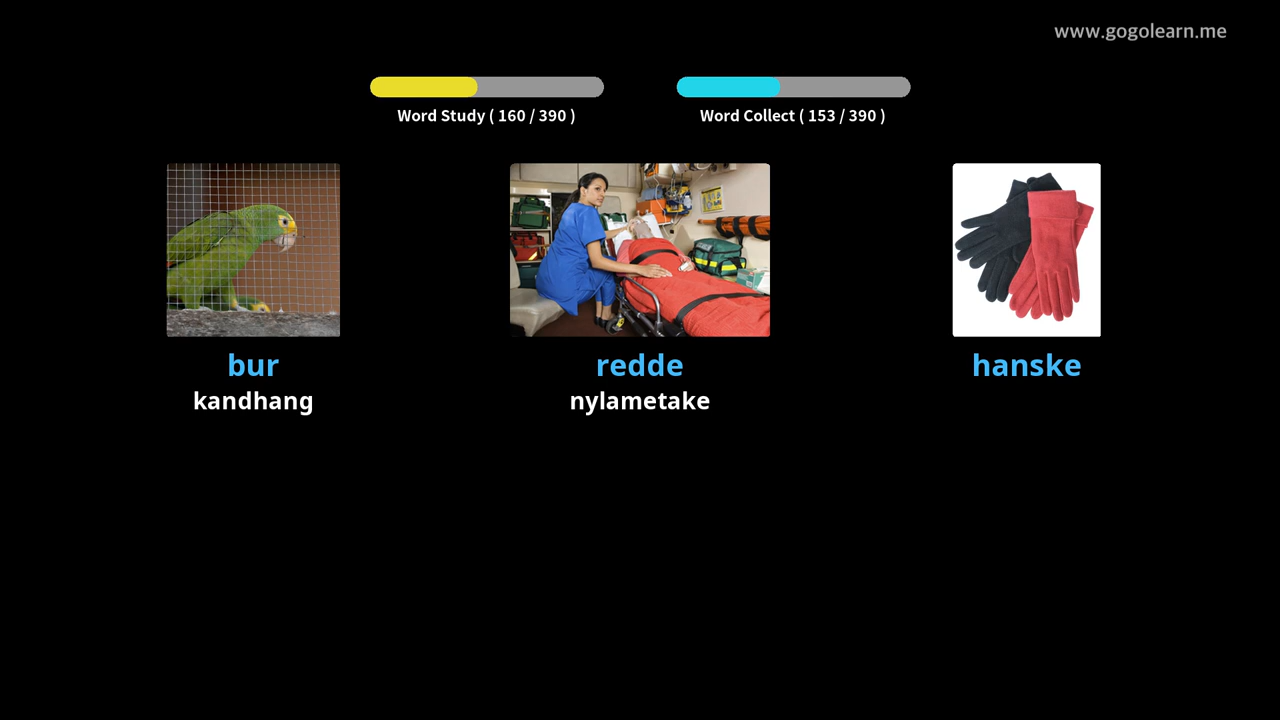 www.gogolearn.me
Word Study ( 160 / 390 )
Word Collect ( 153 / 390 )
bur
redde
hanske
kandhang
nylametake